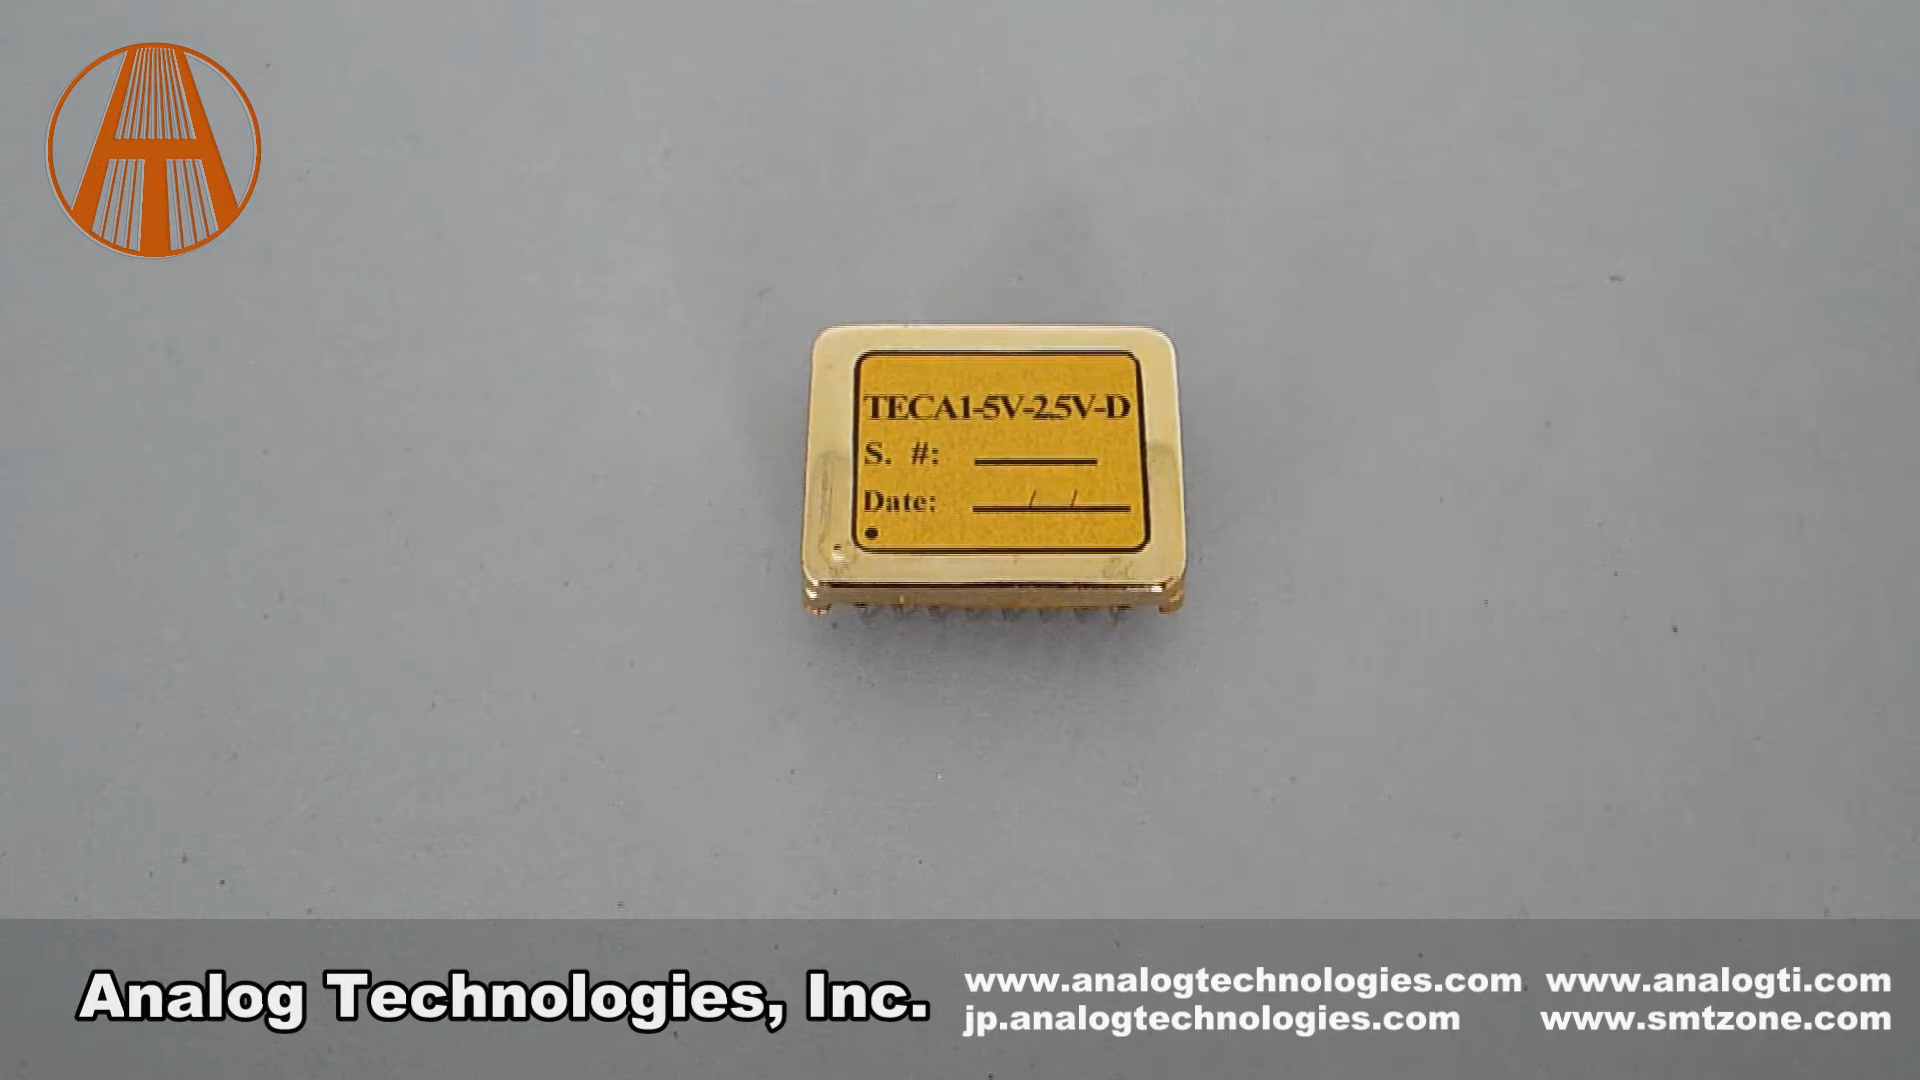 TECA1-5V-2.5V-D
S. #:
Date: / /
Analog Technologies, Inc.
www.analogtechnologies.com www.analogti.com
jp.analogtechnologies.com www.smtzone.com